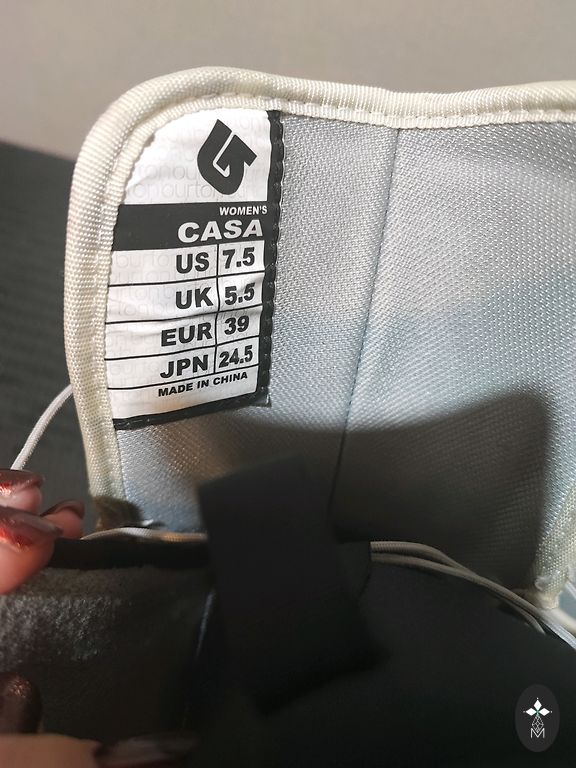 WOMEN'S
CASA
US 7.5
UK 5.5
EUR 39
JPN 24.5
MADE IN CHINA
M